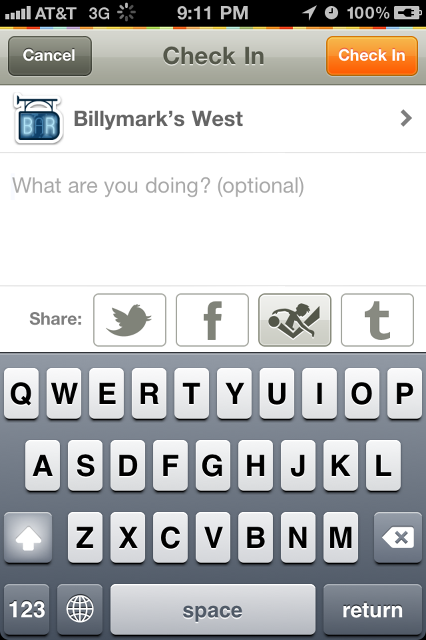 AT&T 3G 9:11 PM 100%
Cancel Check In Check In
BAR Billymark's West
What are you doing? (optional)
Share: f t
Q W E R T Y U I O P
A S D F G H J K L
Z X C V B N M
123 space return